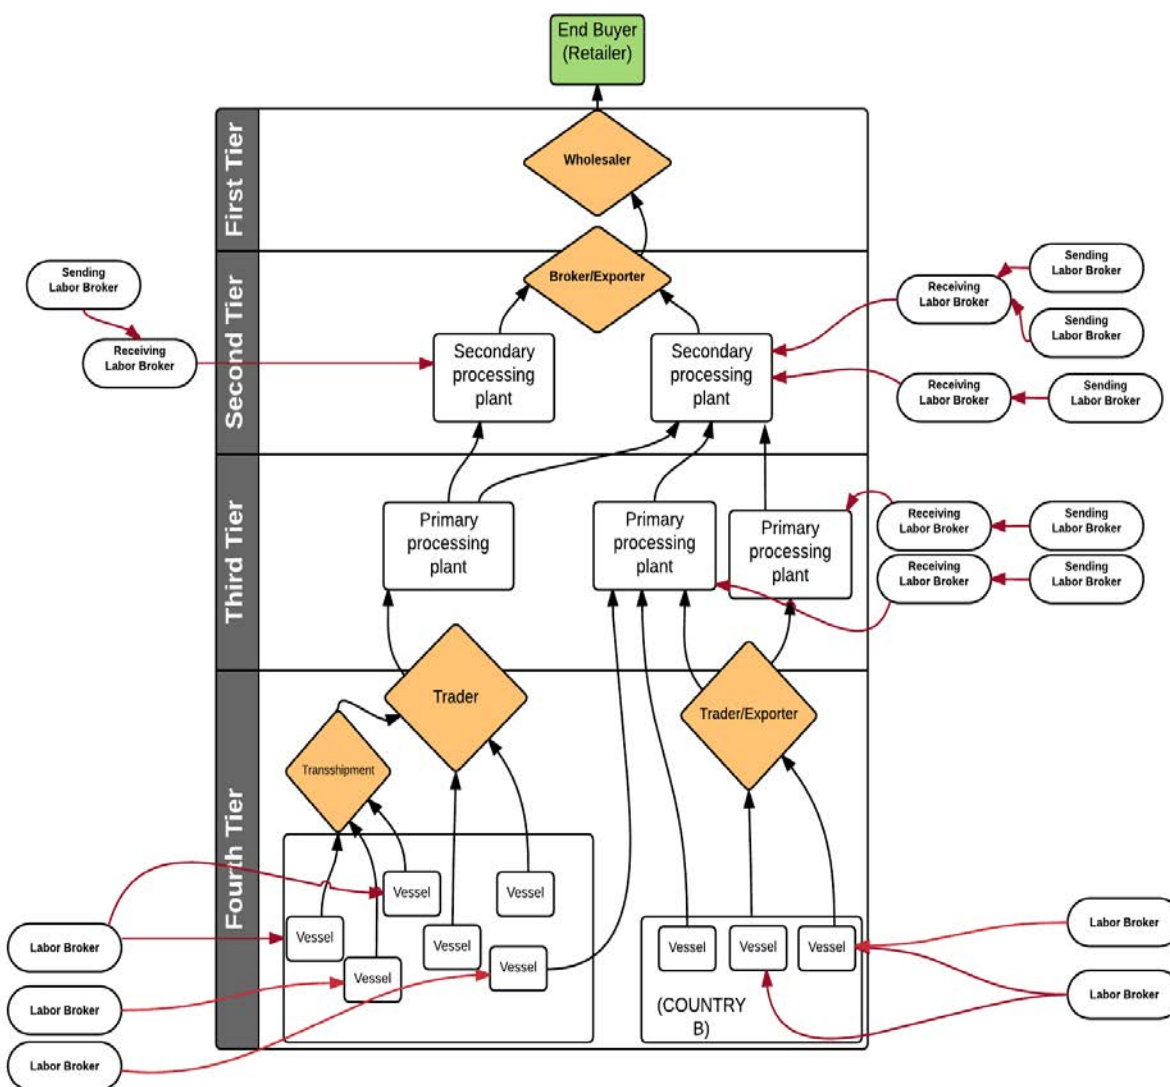 End Buyer
(Retailer)
First Tier
Wholesaler
Second Tier
Broker/Exporter
Sending
Labor Broker
Receiving
Labor Broker
Secondary
processing
plant
Secondary
processing
plant
Receiving
Labor Broker
Sending
Labor Broker
Sending
Labor Broker
Receiving
Labor Broker
Sending
Labor Broker
Third Tier
Primary
processing
plant
Primary
processing
plant
Primary
processing
plant
Receiving
Labor Broker
Sending
Labor Broker
Receiving
Labor Broker
Sending
Labor Broker
Fourth Tier
Trader
Trader/Exporter
Transshipment
Vessel
Vessel
Vessel
Vessel
Vessel
Vessel
Vessel
Vessel
Vessel
(COUNTRY
B)
Labor Broker
Labor Broker
Labor Broker
Labor Broker
Labor Broker